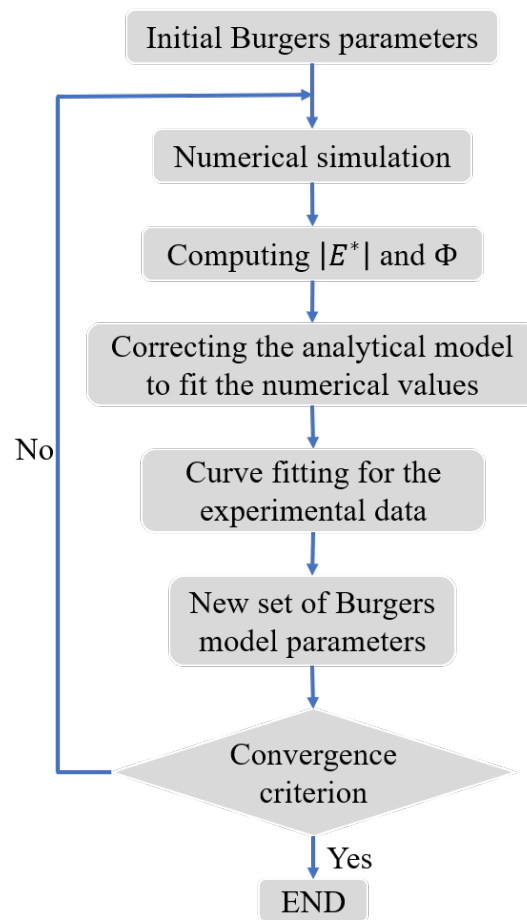 Initial Burgers parameters
Numerical simulation
Computing |E*| and Φ
Correcting the analytical model
to fit the numerical values
No
Curve fitting for the
experimental data
New set of Burgers
model parameters
Convergence
criterion
Yes
END